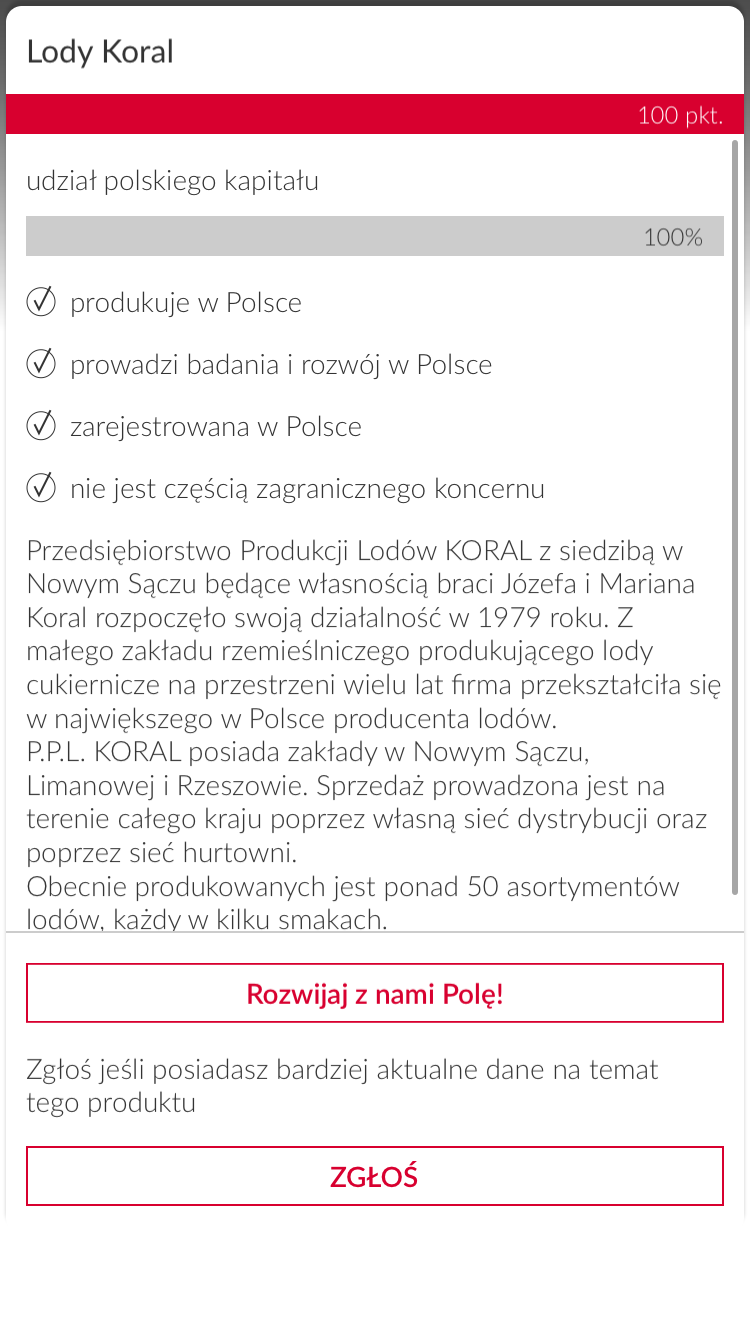 Lody Koral
100 pkt.
udział polskiego kapitału
100%
produkuje w Polsce
prowadzi badania i rozwój w Polsce
zarejestrowana w Polsce
nie jest częścią zagranicznego koncernu
Przedsiębiorstwo Produkcji Lodów KORAL z siedzibą w
Nowym Sączu będące własnością braci Józefa i Mariana
Koral rozpoczęło swoją działalność w 1979 roku. Z
małego zakładu rzemieślniczego produkującego lody
cukiernicze na przestrzeni wielu lat firma przekształciła się
w największego w Polsce producenta lodów.
P.P.L. KORAL posiada zakłady w Nowym Sączu,
Limanowej i Rzeszowie. Sprzedaż prowadzona jest na
terenie całego kraju poprzez własną sieć dystrybucji oraz
poprzez sieć hurtowni.
Obecnie produkowanych jest ponad 50 asortymentów
lodów, każdy w kilku smakach.
Rozwijaj z nami Polę!
Zgłoś jeśli posiadasz bardziej aktualne dane na temat
tego produktu
ZGŁOŚ